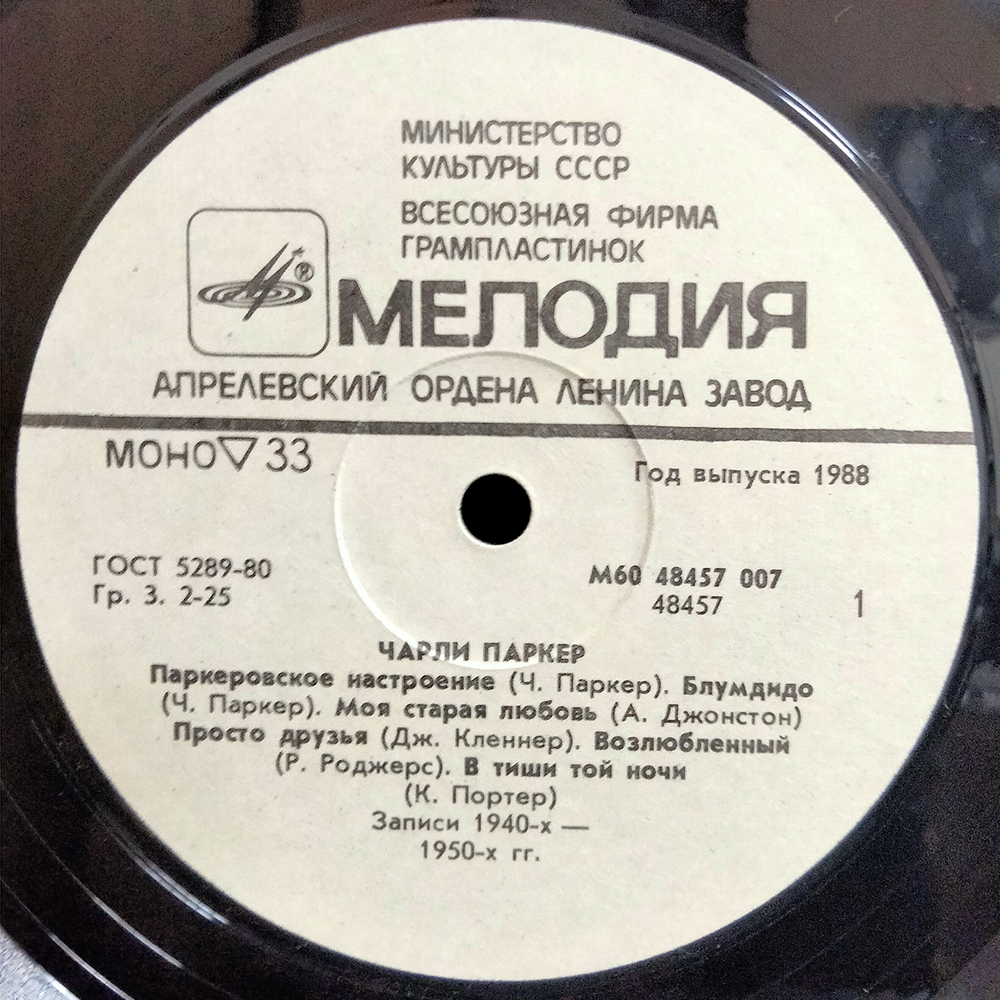 МИНИСТЕРСТВО
КУЛЬТУРЫ СССР
ВСЕСОЮЗНАЯ ФИРМА
ГРАМПЛАСТИНОК
®
МЕЛОДИЯ
АПРЕЛЕВСКИЙ ОРДЕНА ЛЕНИНА ЗАВОД
МОНО ▽ 33
Год выпуска 1988
ГОСТ 5289-80
Гр. 3. 2-25
М60 48457 007
48457
1
ЧАРЛИ ПАРКЕР
Паркеровское настроение (Ч. Паркер). Блумдидо
(Ч. Паркер). Моя старая любовь (А. Джонстон)
Просто друзья (Дж. Кленнер). Возлюбленный
(Р. Роджерс). В тиши той ночи
(К. Портер)
Записи 1940-х —
1950-х гг.